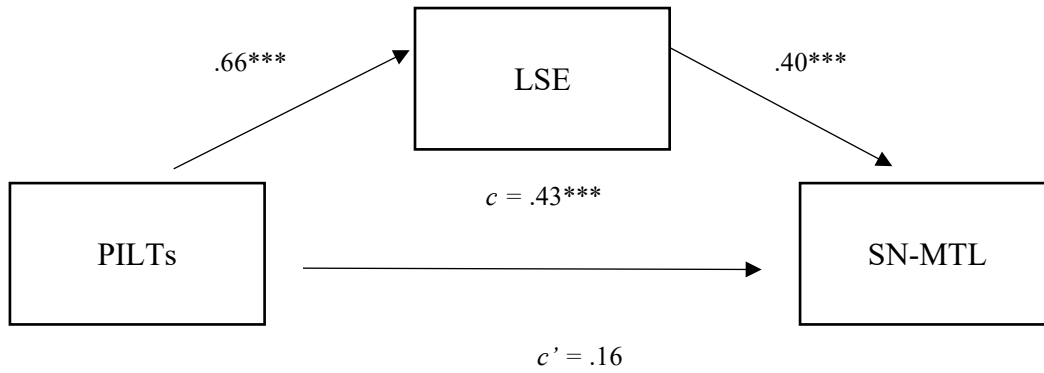 .66***
LSE
.40***
c = .43***
PILTs
SN-MTL
c’ = .16